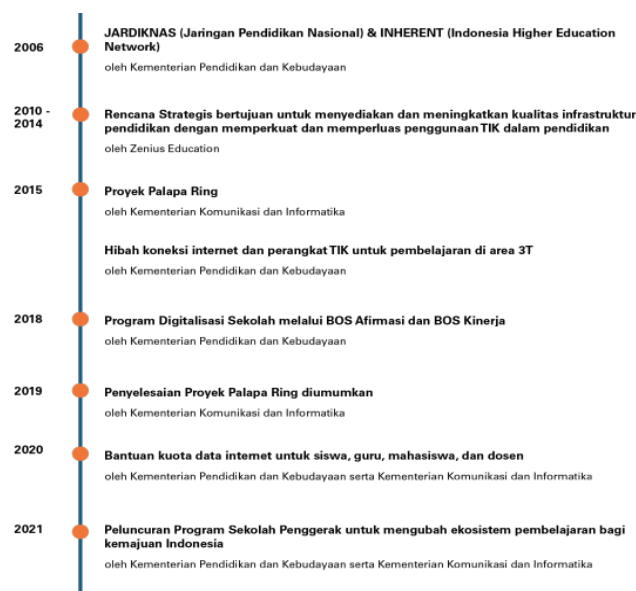 2006
JARDIKNAS (Jaringan Pendidikan Nasional) & INHERENT (Indonesia Higher Education
Network)
oleh Kementerian Pendidikan dan Kebudayaan
2010 -
2014
Rencana Strategis bertujuan untuk menyediakan dan meningkatkan kualitas infrastruktur
pendidikan dengan memperkuat dan memperluas penggunaan TIK dalam pendidikan
oleh Zenius Education
2015
Proyek Palapa Ring
oleh Kementerian Komunikasi dan Informatika
Hibah koneksi internet dan perangkat TIK untuk pembelajaran di area 3T
oleh Kementerian Pendidikan dan Kebudayaan
2018
Program Digitalisasi Sekolah melalui BOS Afirmasi dan BOS Kinerja
oleh Kementerian Pendidikan dan Kebudayaan
2019
Penyelesaian Proyek Palapa Ring diumumkan
oleh Kementerian Komunikasi dan Informatika
2020
Bantuan kuota data internet untuk siswa, guru, mahasiswa, dan dosen
oleh Kementerian Pendidikan dan Kebudayaan serta Kementerian Komunikasi dan Informatika
2021
Peluncuran Program Sekolah Penggerak untuk mengubah ekosistem pembelajaran bagi
kemajuan Indonesia
oleh Kementerian Pendidikan dan Kebudayaan serta Kementerian Komunikasi dan Informatika